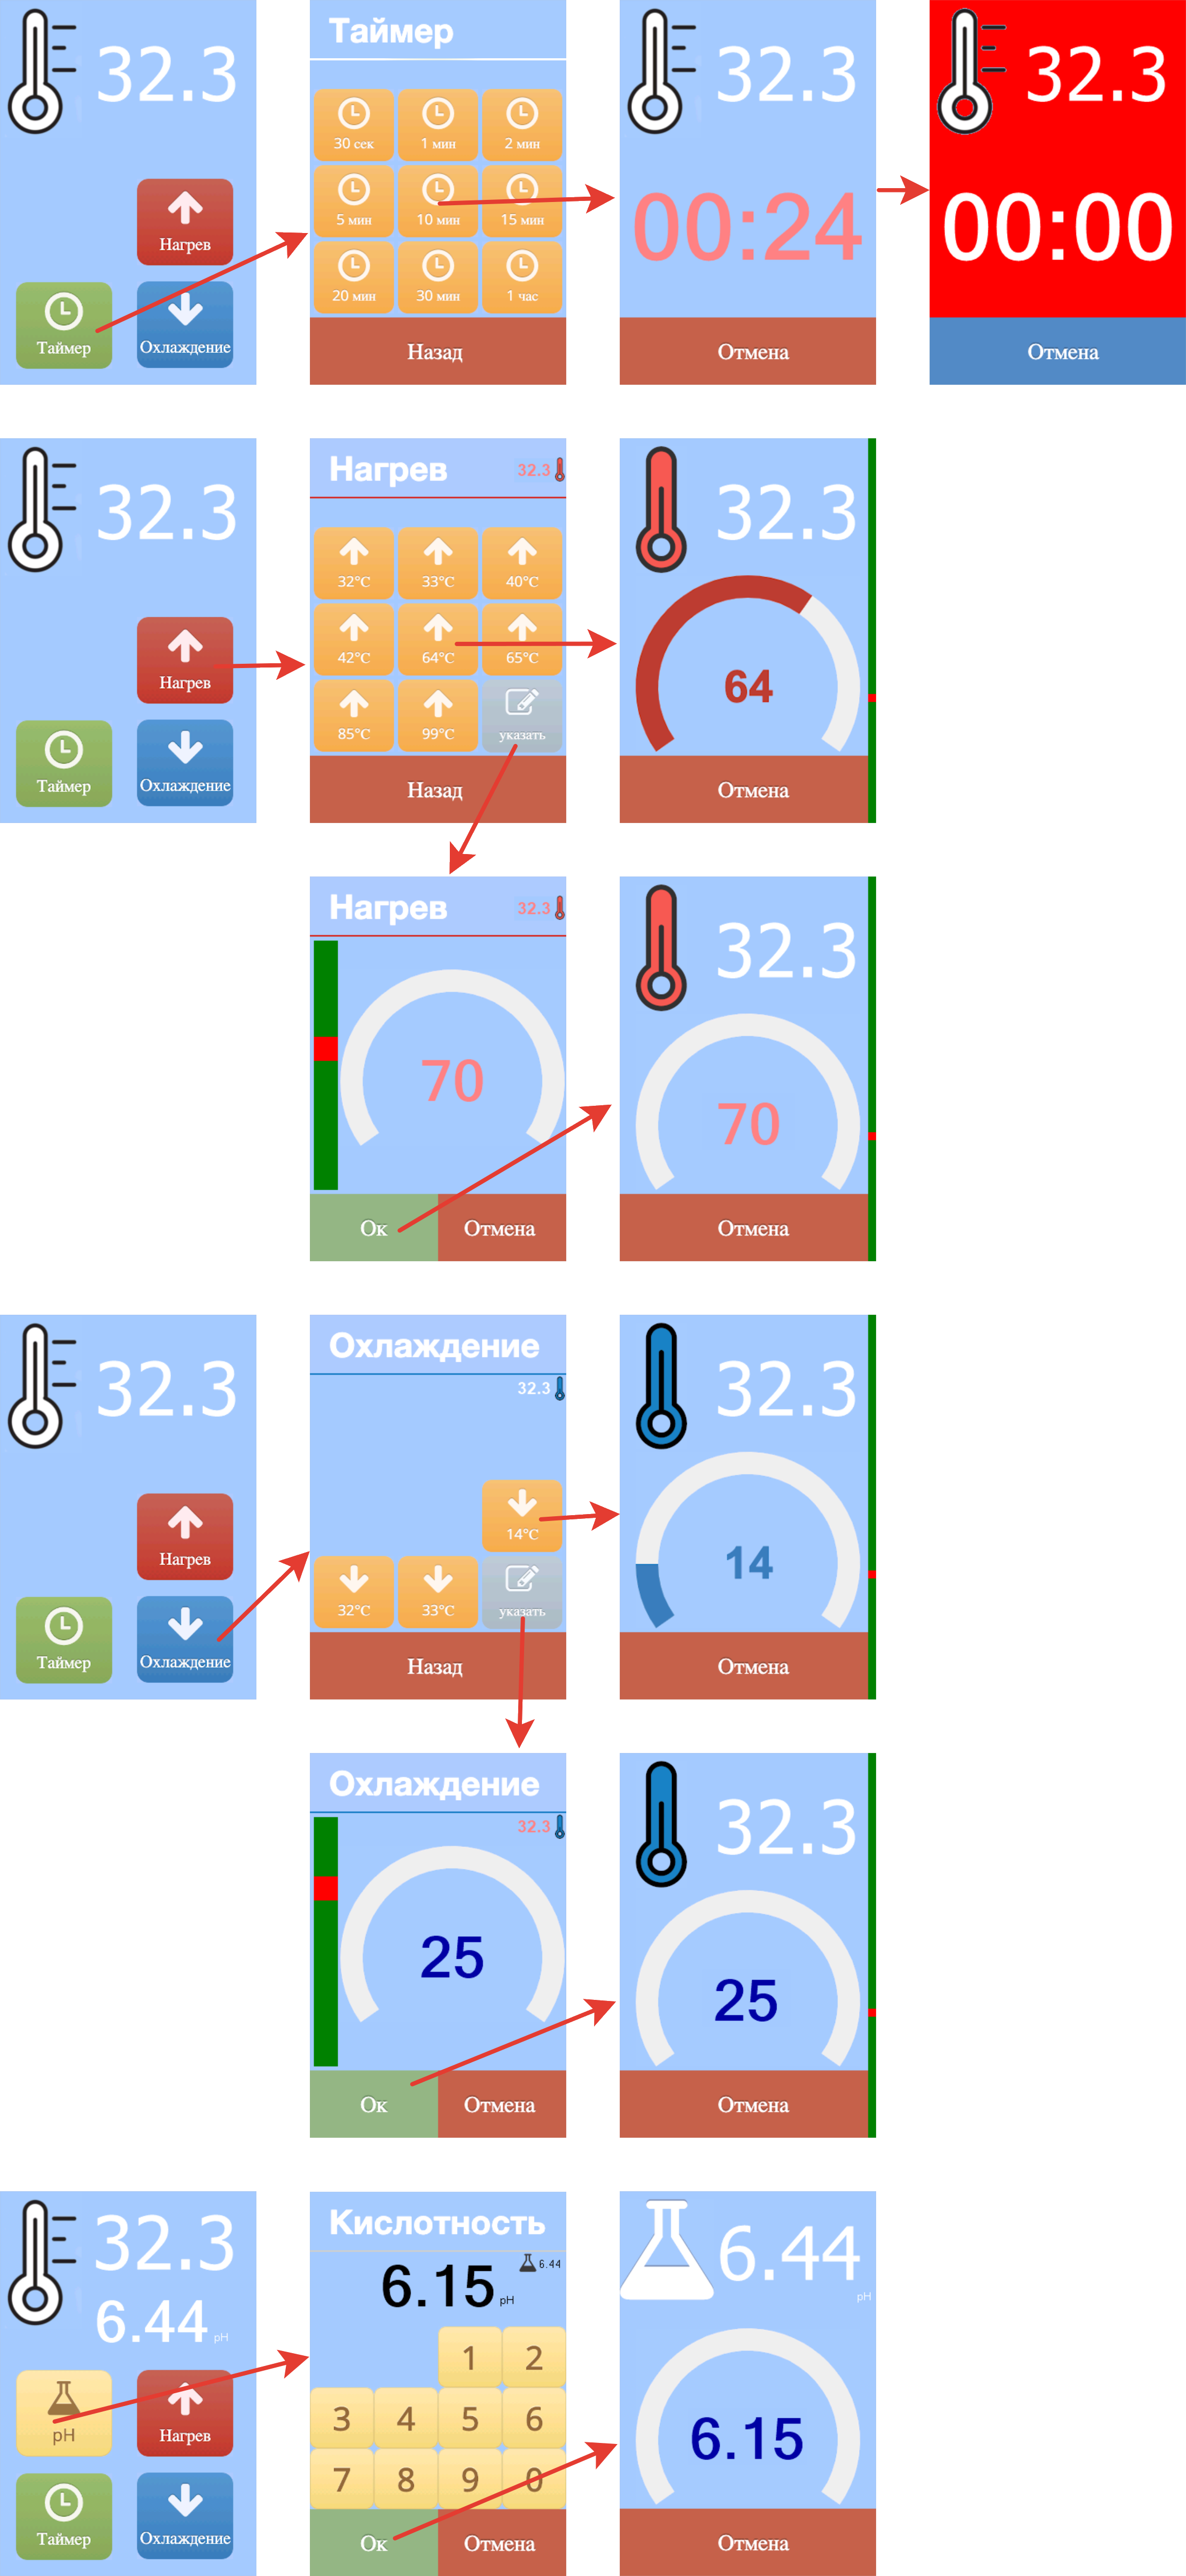 32.3
Нагрев
Таймер
Охлаждение
Таймер
30 сек
1 мин
2 мин
5 мин
10 мин
15 мин
20 мин
30 мин
1 час
Назад
32.3
00:24
Отмена
32.3
00:00
Отмена
32.3
Нагрев
Таймер
Охлаждение
Нагрев
32.3
32°C
33°C
40°C
42°C
64°C
65°C
85°C
99°C
указать
Назад
32.3
64
Отмена
Нагрев
32.3
70
Ок
Отмена
32.3
70
Отмена
32.3
Нагрев
Таймер
Охлаждение
Охлаждение
32.3
14°C
32°C
33°C
указать
Назад
32.3
14
Отмена
Охлаждение
32.3
25
Ок
Отмена
32.3
25
Отмена
32.3
6.44 pH
pH
Нагрев
Таймер
Охлаждение
Кислотность
6.44
6.15 pH
1 2
3 4 5 6
7 8 9 0
Ок
Отмена
6.44
pH
6.15
Отмена